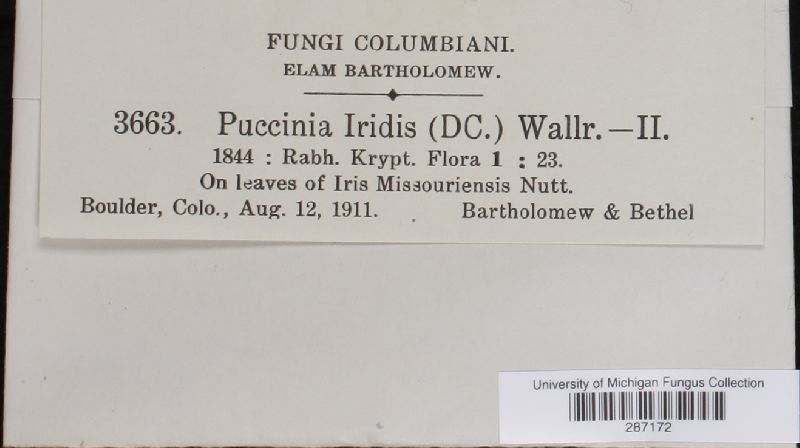 FUNGI COLUMBIANI.
ELAM BARTHOLOMEW.
3663. Puccinia Iridis (DC.) Wallr.—II.
1844 : Rabh. Krypt. Flora 1 : 23.
On leaves of Iris Missouriensis Nutt.
Boulder, Colo., Aug. 12, 1911. Bartholomew & Bethel
University of Michigan Fungus Collection
287172